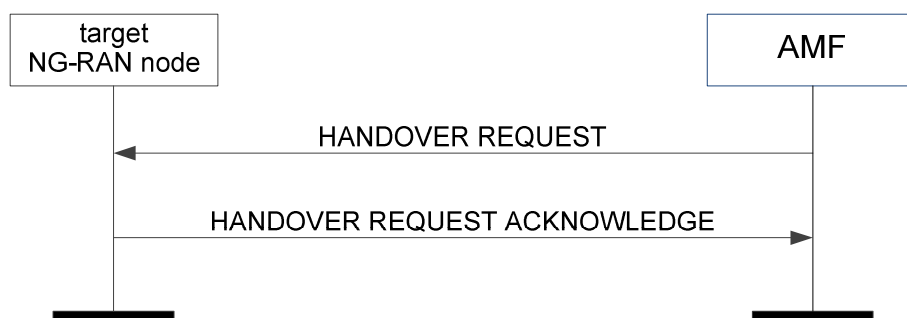 target
NG-RAN node
AMF
HANDOVER REQUEST
HANDOVER REQUEST ACKNOWLEDGE